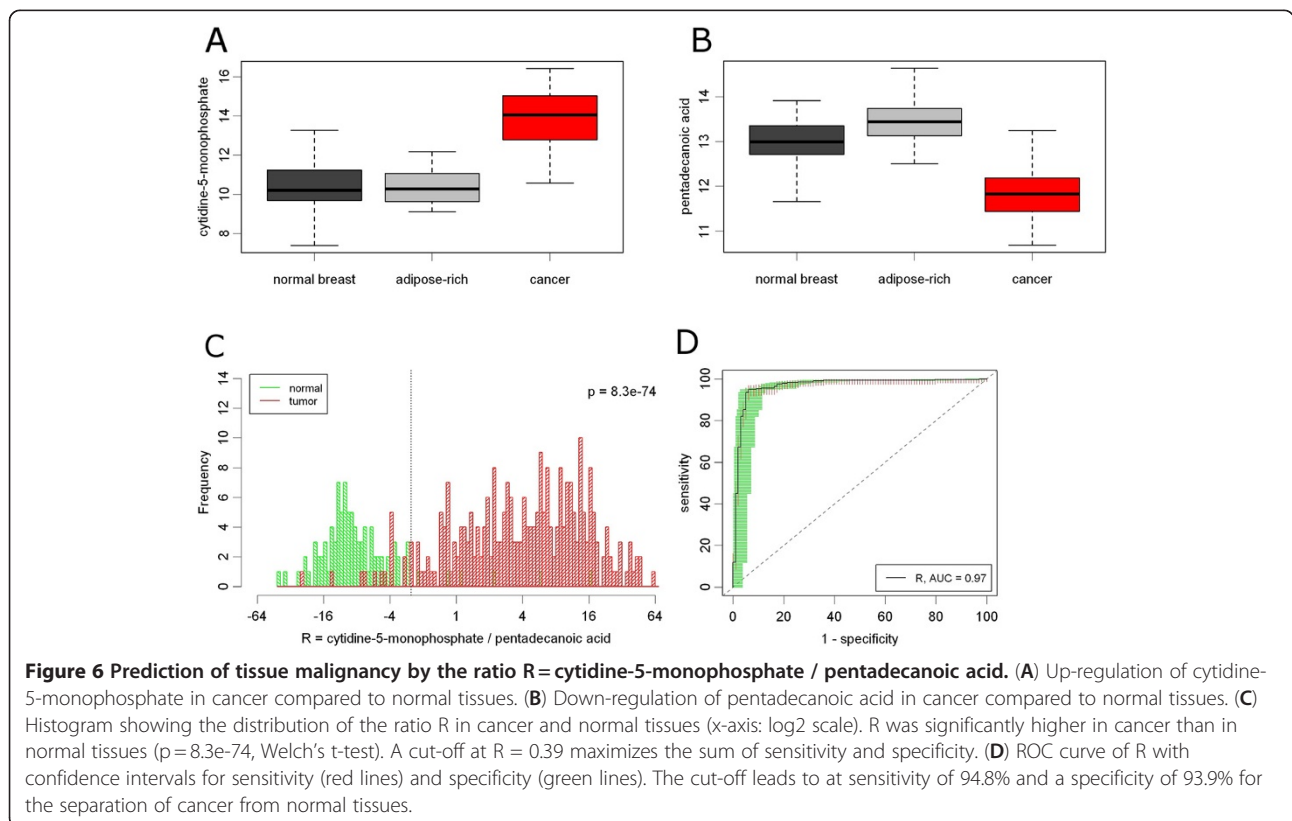 A
B
cytidine-5-monophosphate
16
14
12
10
8
normal breast
adipose-rich
cancer
pentadecanoic acid
14
13
12
11
normal breast
adipose-rich
cancer
C
D
Frequency
14
12
10
8
6
4
2
0
normal
tumor
p = 8.3e-74
-64
-16
-4
1
4
16
64
R = cytidine-5-monophosphate / pentadecanoic acid
sensitivity
100
80
60
40
20
0
R, AUC = 0.97
0
20
40
60
80
100
1 - specificity
Figure 6 Prediction of tissue malignancy by the ratio R = cytidine-5-monophosphate / pentadecanoic acid. (A) Up-regulation of cytidine-
5-monophosphate in cancer compared to normal tissues. (B) Down-regulation of pentadecanoic acid in cancer compared to normal tissues. (C)
Histogram showing the distribution of the ratio R in cancer and normal tissues (x-axis: log2 scale). R was significantly higher in cancer than in
normal tissues (p = 8.3e-74, Welch's t-test). A cut-off at R = 0.39 maximizes the sum of sensitivity and specificity. (D) ROC curve of R with
confidence intervals for sensitivity (red lines) and specificity (green lines). The cut-off leads to at sensitivity of 94.8% and a specificity of 93.9% for
the separation of cancer from normal tissues.